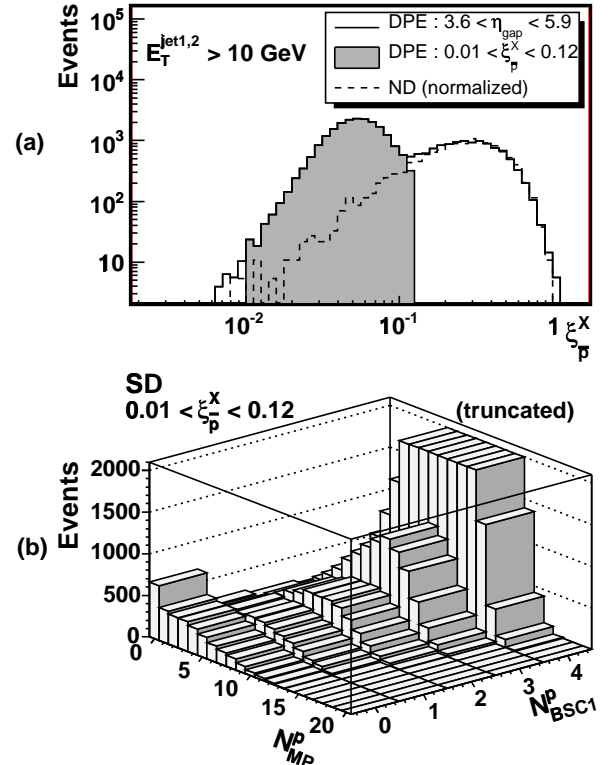 (a)
Events
10^5
10^4
10^3
10^2
10
E_T^{jet1,2} > 10 GeV
DPE : 3.6 < η_gap < 5.9
DPE : 0.01 < ξ_p̄^X < 0.12
ND (normalized)
10^-2 10^-1 1 ξ_p̄^X
(b)
SD
0.01 < ξ_p̄^X < 0.12
(truncated)
Events
2000
1500
1000
500
0
0 5 10 15 20
N_MP^p
0 1 2 3 4
N_BSC1^p